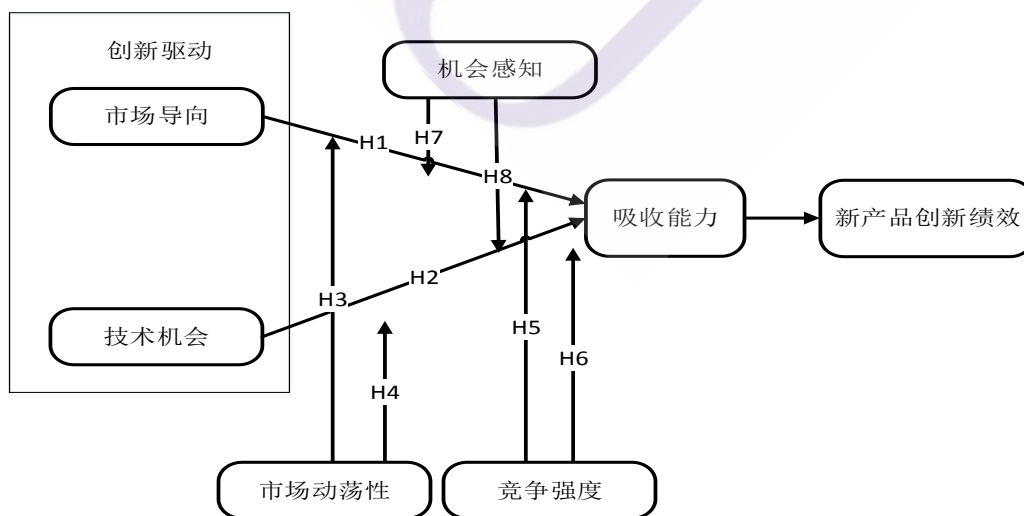 创新驱动
机会感知
市场导向
H1
H7
H8
吸收能力
新产品创新绩效
H2
H3
技术机会
H5
H6
H4
市场动荡性
竞争强度